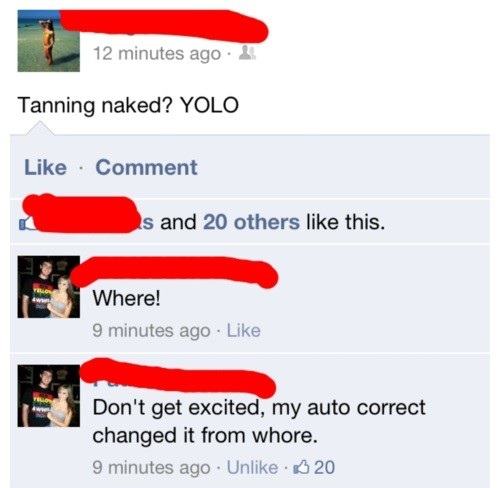 12 minutes ago ·
Tanning naked? YOLO
Like · Comment
s and 20 others like this.
Where!
9 minutes ago · Like
Don't get excited, my auto correct
changed it from whore.
9 minutes ago · Unlike · 20